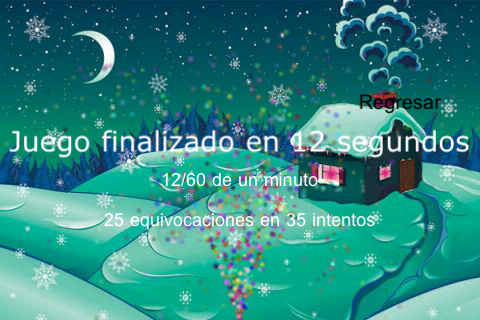 Regresar
Juego finalizado en 12 segundos
12/60 de un minuto
25 equivocaciones en 35 intentos